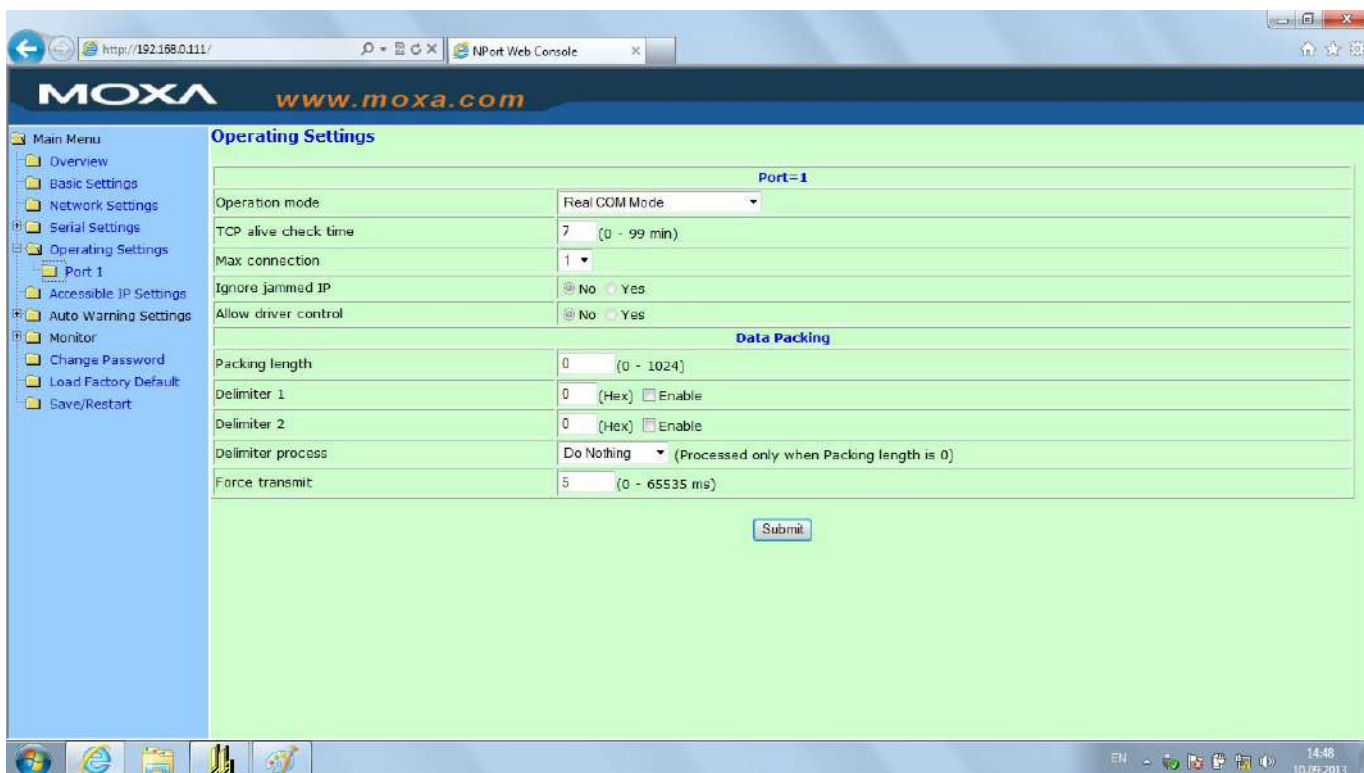 http://192.168.0.111/
NPort Web Console
MOXA www.moxa.com
Main Menu
Overview
Basic Settings
Network Settings
Serial Settings
Operating Settings
Port 1
Accessible IP Settings
Auto Warning Settings
Monitor
Change Password
Load Factory Default
Save/Restart
Operating Settings
Port=1
Operation mode Real COM Mode
TCP alive check time 7 (0 - 99 min)
Max connection 1
Ignore jammed IP No Yes
Allow driver control No Yes
Data Packing
Packing length 0 (0 - 1024)
Delimiter 1 0 (Hex) Enable
Delimiter 2 0 (Hex) Enable
Delimiter process Do Nothing (Processed only when Packing length is 0)
Force transmit 5 (0 - 65535 ms)
Submit
EN 14:48
10.09.2013